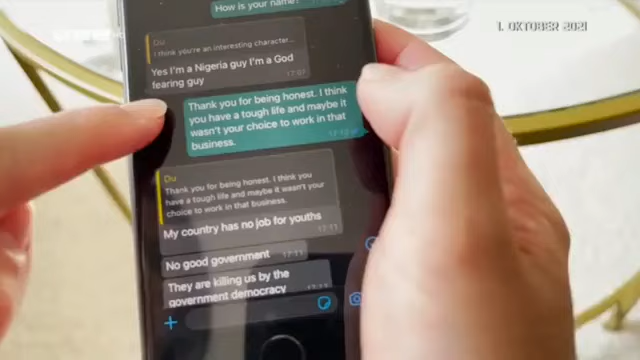 How is your name?
1. OKTOBER 2021
Du
I think you're an interesting character...
Yes I'm a Nigeria guy I'm a God
fearing guy
17:07
Thank you for being honest. I think
you have a tough life and maybe it
wasn't your choice to work in that
business.
17:10
Du
Thank you for being honest. I think you
have a tough life and maybe it wasn't your
choice to work in that business.
My country has no job for youths
17:11
No good government
17:11
They are killing us by the
government democracy